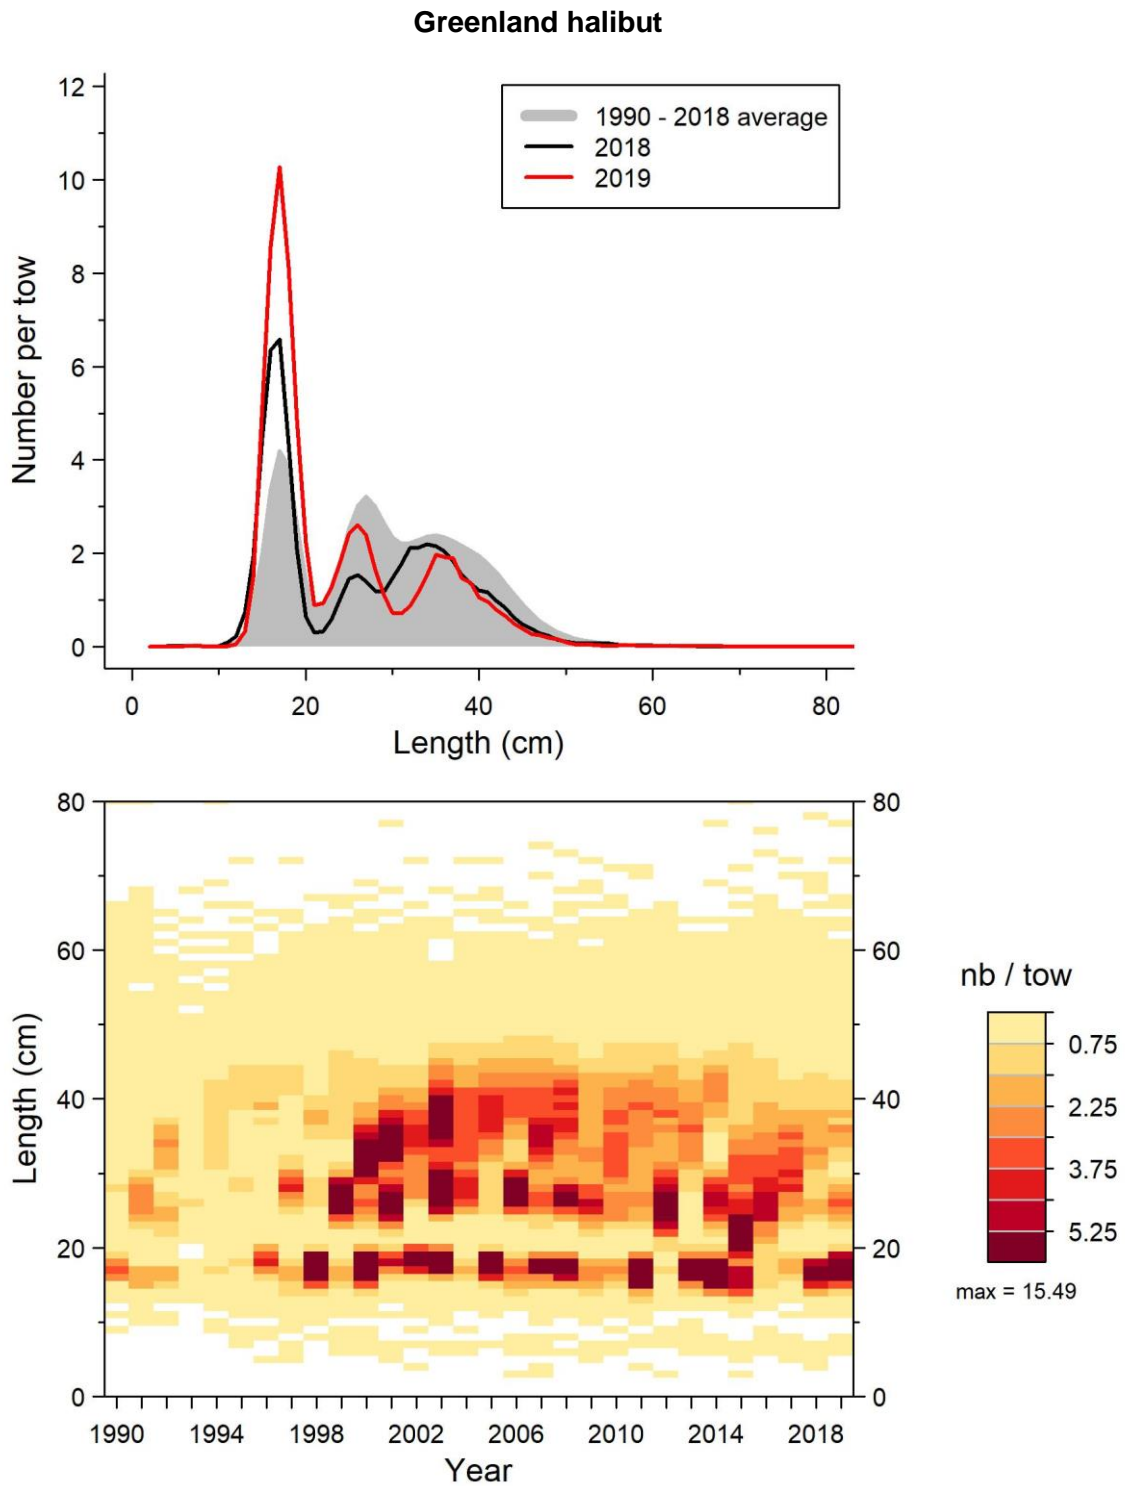 Greenland halibut
12
10
8
6
4
2
0
Number per tow
1990 - 2018 average
2018
2019
0 20 40 60 80
Length (cm)
80 80
60 60
40 40
20 20
0 0
Length (cm)
1990 1994 1998 2002 2006 2010 2014 2018
Year
nb / tow
0.75
2.25
3.75
5.25
max = 15.49